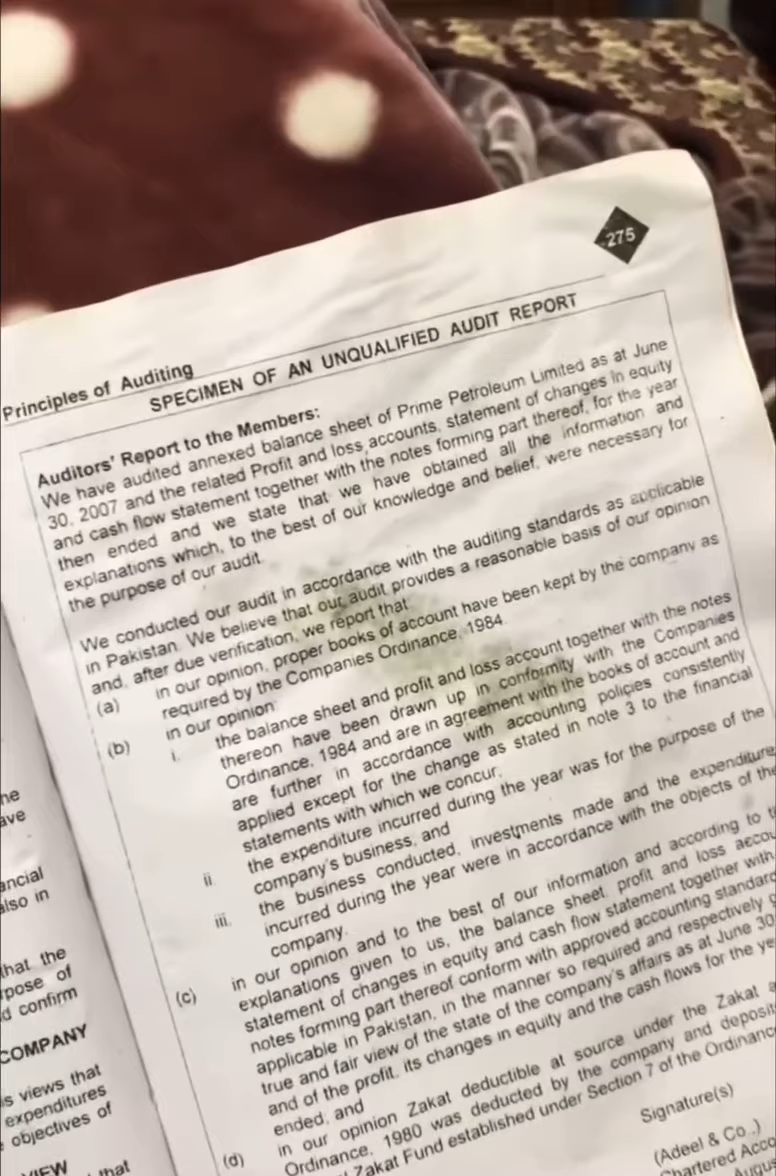 275
Principles of Auditing
SPECIMEN OF AN UNQUALIFIED AUDIT REPORT
Auditors' Report to the Members:
We have audited annexed balance sheet of Prime Petroleum Limited as at June
30, 2007 and the related Profit and loss accounts, statement of changes in equity
and cash flow statement together with the notes forming part thereof, for the year
then ended and we state that we have obtained all the information and
explanations which, to the best of our knowledge and belief, were necessary for
the purpose of our audit.
We conducted our audit in accordance with the auditing standards as applicable
in Pakistan. We believe that our audit provides a reasonable basis of our opinion
and, after due verification, we report that
(a) in our opinion, proper books of account have been kept by the company as
required by the Companies Ordinance, 1984.
(b) in our opinion:
i. the balance sheet and profit and loss account together with the notes
thereon have been drawn up in conformity with the Companies
Ordinance, 1984 and are in agreement with the books of account and
are further in accordance with accounting policies consistently
applied except for the change as stated in note 3 to the financial
statements with which we concur,
ii. the expenditure incurred during the year was for the purpose of the
company's business; and
iii. the business conducted, investments made and the expenditure
incurred during the year were in accordance with the objects of the
company.
(c) in our opinion and to the best of our information and according to
explanations given to us, the balance sheet, profit and loss
statement of changes in equity and cash flow statement together with
notes forming part thereof conform with approved accounting
applicable in Pakistan, in the manner so required and respectively
true and fair view of the state of the company's affairs as at June 30
and of the profit, its changes in equity and the cash flows for the
ended; and
(d) in our opinion Zakat deductible at source under the Zakat
Ordinance, 1980 was deducted by the company and
Zakat Fund established under Section 7 of the
Signature(s)
(Adeel & Co.,)
Chartered
also in
that the
of
confirm
COMPANY
views that
expenditures
objectives of
that